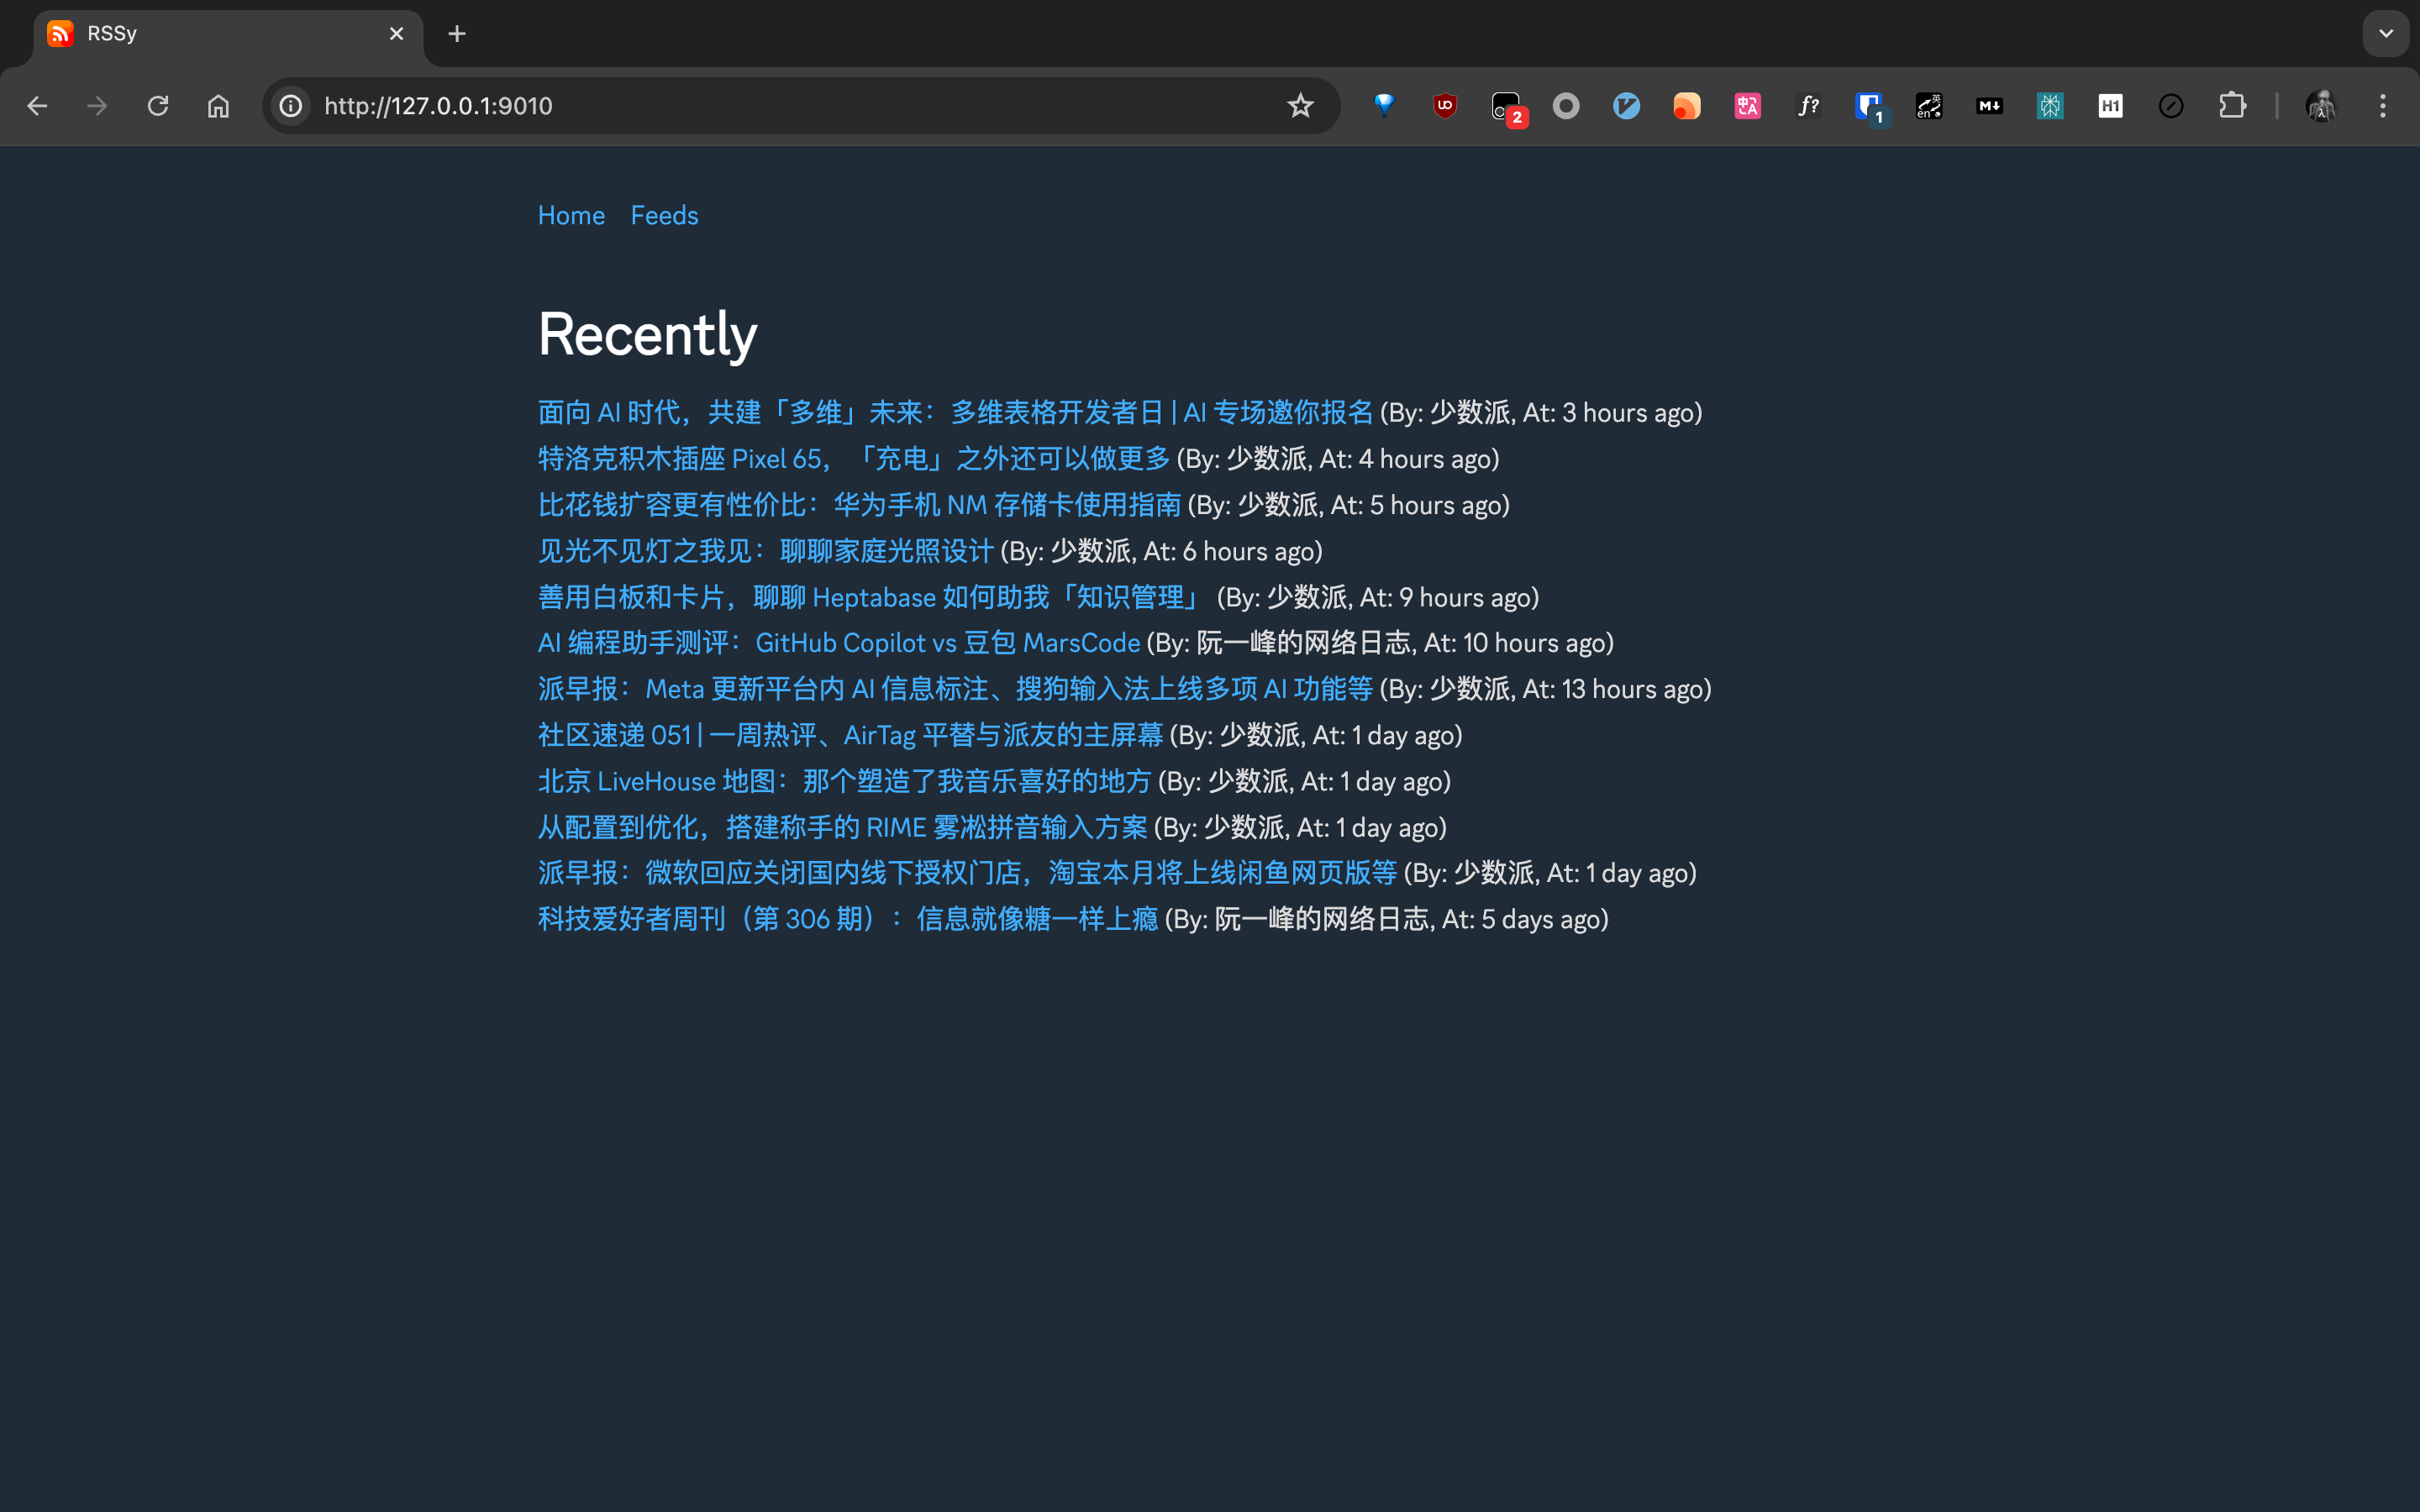 RSSy
http://127.0.0.1:9010
2
1
en
英
M↓
H1
f?
中A
UO
Home Feeds
Recently
面向 AI 时代，共建「多维」未来：多维表格开发者日 | AI 专场邀你报名 (By: 少数派, At: 3 hours ago)
特洛克积木插座 Pixel 65，「充电」之外还可以做更多 (By: 少数派, At: 4 hours ago)
比花钱扩容更有性价比：华为手机 NM 存储卡使用指南 (By: 少数派, At: 5 hours ago)
见光不见灯之我见：聊聊家庭光照设计 (By: 少数派, At: 6 hours ago)
善用白板和卡片，聊聊 Heptabase 如何助我「知识管理」 (By: 少数派, At: 9 hours ago)
AI 编程助手测评：GitHub Copilot vs 豆包 MarsCode (By: 阮一峰的网络日志, At: 10 hours ago)
派早报：Meta 更新平台内 AI 信息标注、搜狗输入法上线多项 AI 功能等 (By: 少数派, At: 13 hours ago)
社区速递 051 | 一周热评、AirTag 平替与派友的主屏幕 (By: 少数派, At: 1 day ago)
北京 LiveHouse 地图：那个塑造了我音乐喜好的地方 (By: 少数派, At: 1 day ago)
从配置到优化，搭建称手的 RIME 雾凇拼音输入方案 (By: 少数派, At: 1 day ago)
派早报：微软回应关闭国内线下授权门店，淘宝本月将上线闲鱼网页版等 (By: 少数派, At: 1 day ago)
科技爱好者周刊（第 306 期）：信息就像糖一样上瘾 (By: 阮一峰的网络日志, At: 5 days ago)